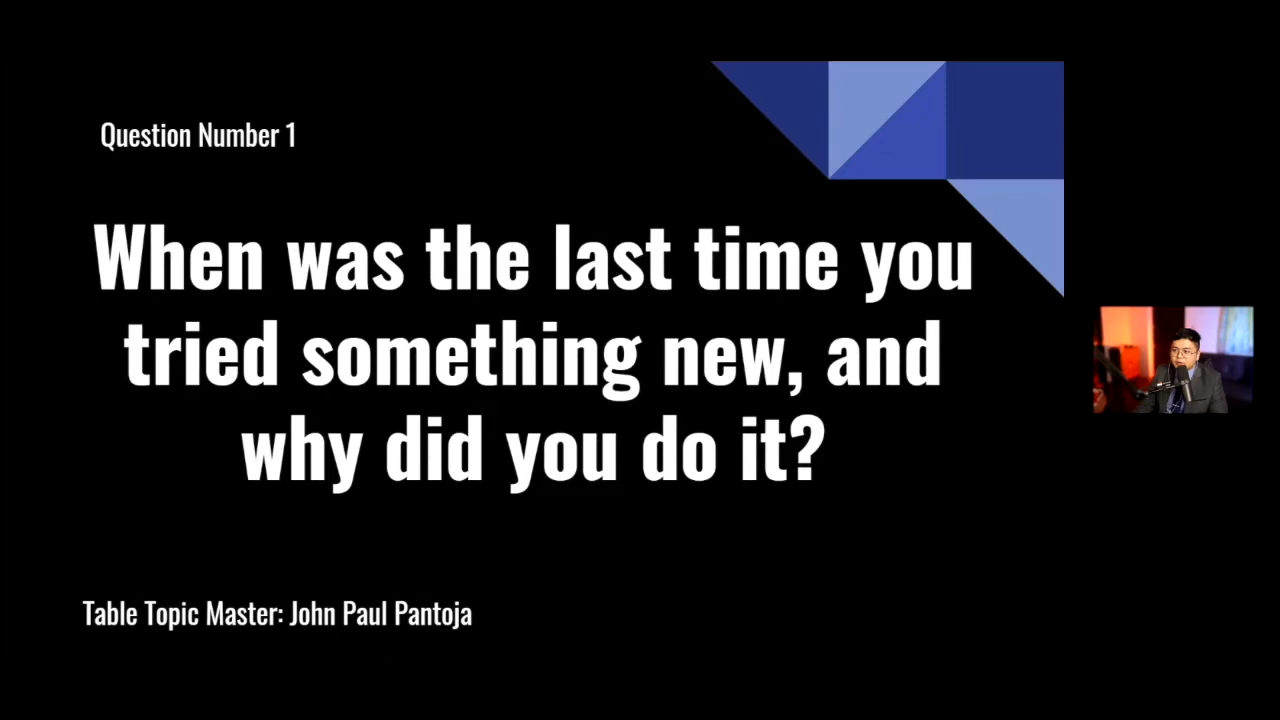 Question Number 1
When was the last time you
tried something new, and
why did you do it?
Table Topic Master: John Paul Pantoja